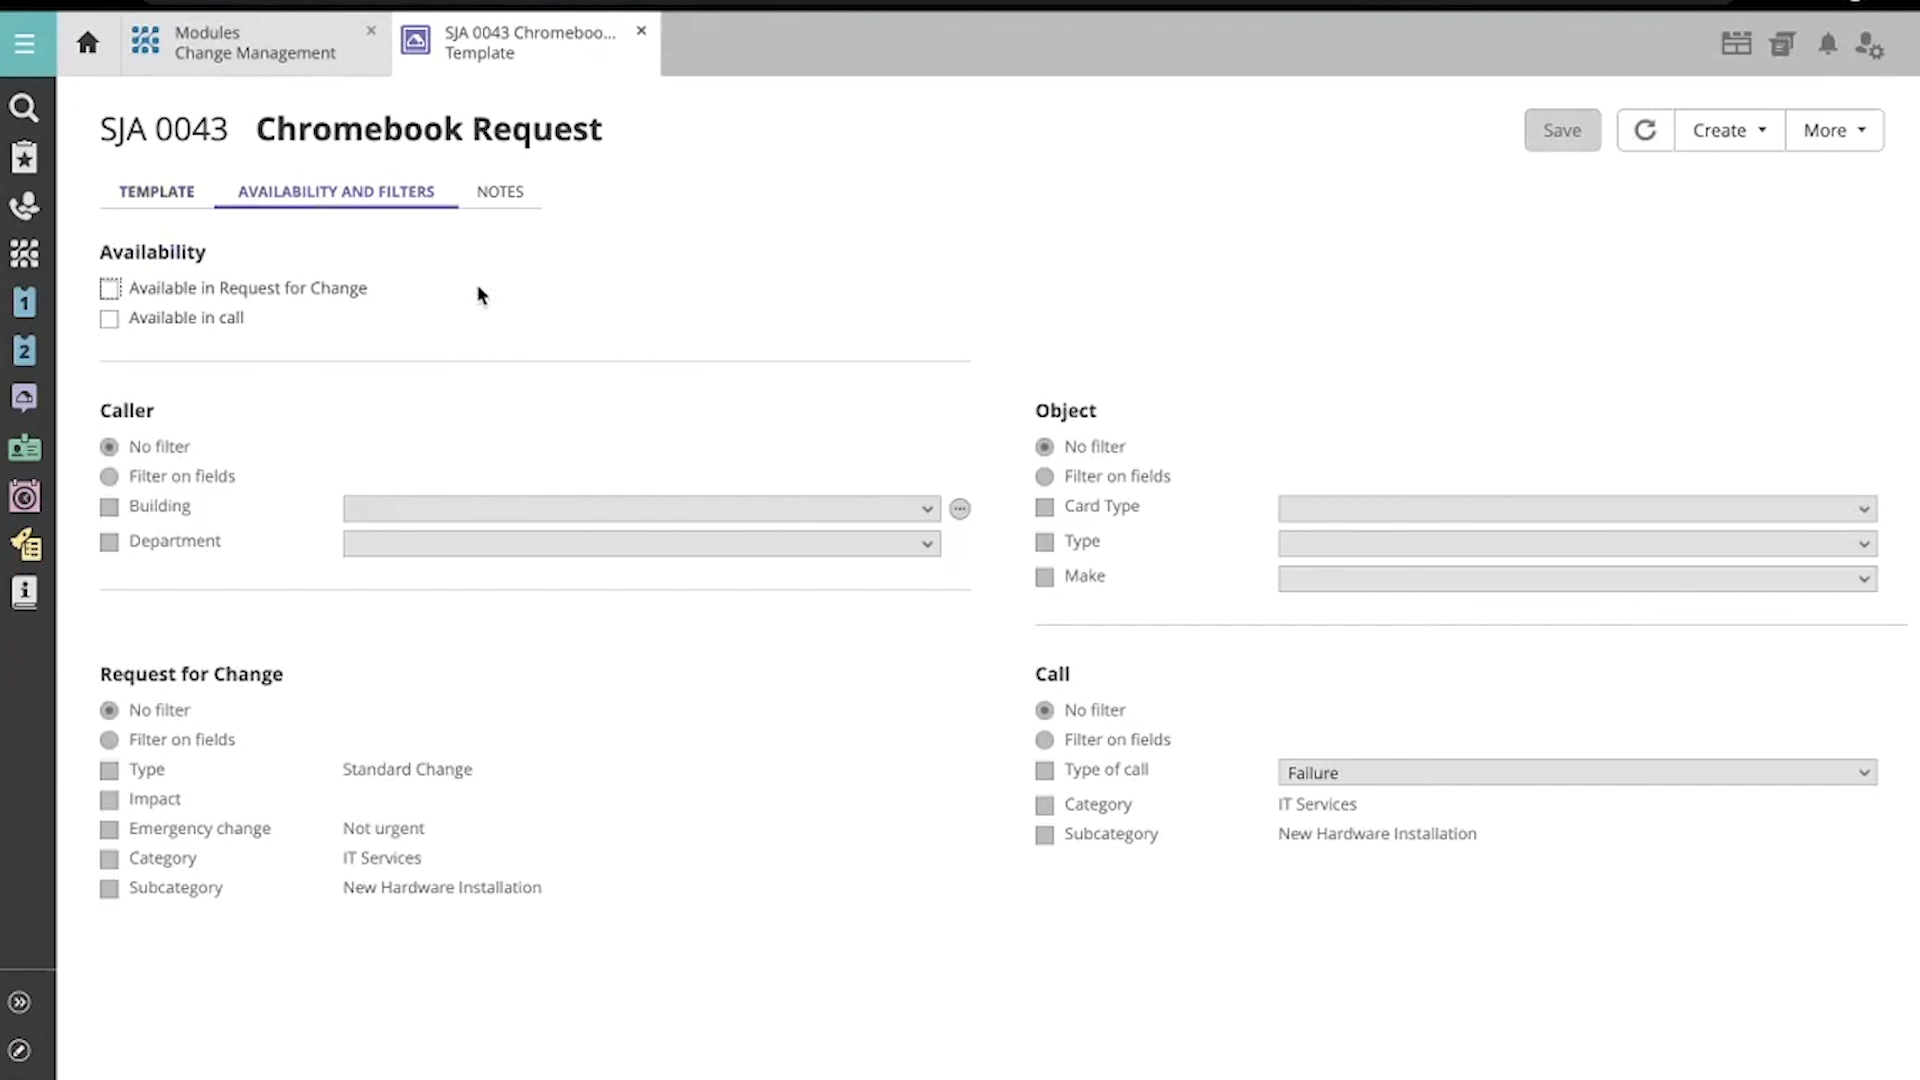 Modules
Change Management
SJA 0043 Chromeboo...
Template
SJA 0043 Chromebook Request
Save
Create
More
TEMPLATE
AVAILABILITY AND FILTERS
NOTES
Availability
Available in Request for Change
Available in call
Caller
No filter
Filter on fields
Building
Department
Object
No filter
Filter on fields
Card Type
Type
Make
Request for Change
No filter
Filter on fields
Type Standard Change
Impact
Emergency change Not urgent
Category IT Services
Subcategory New Hardware Installation
Call
No filter
Filter on fields
Type of call Failure
Category IT Services
Subcategory New Hardware Installation
1
2